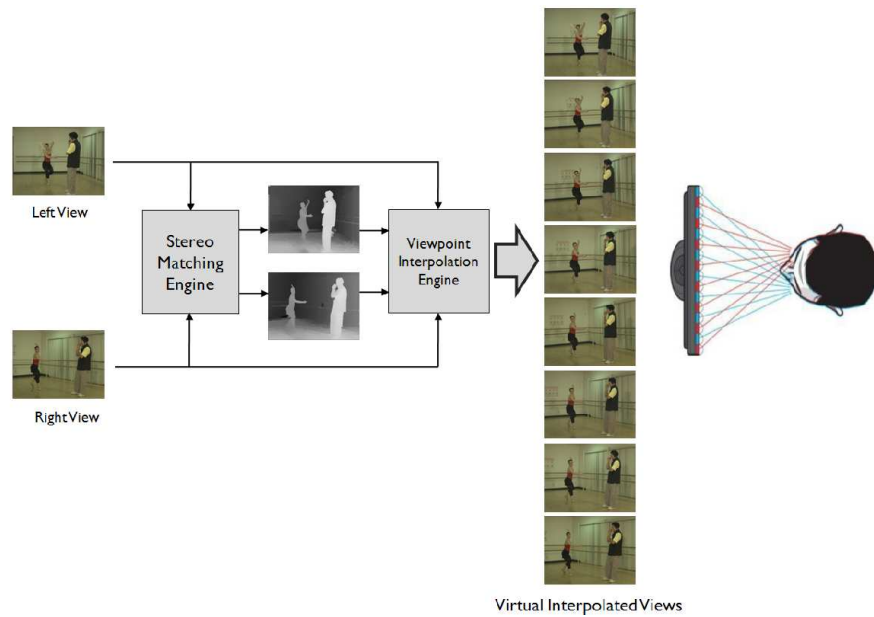 Left View
Stereo
Matching
Engine
Viewpoint
Interpolation
Engine
Right View
Virtual Interpolated Views